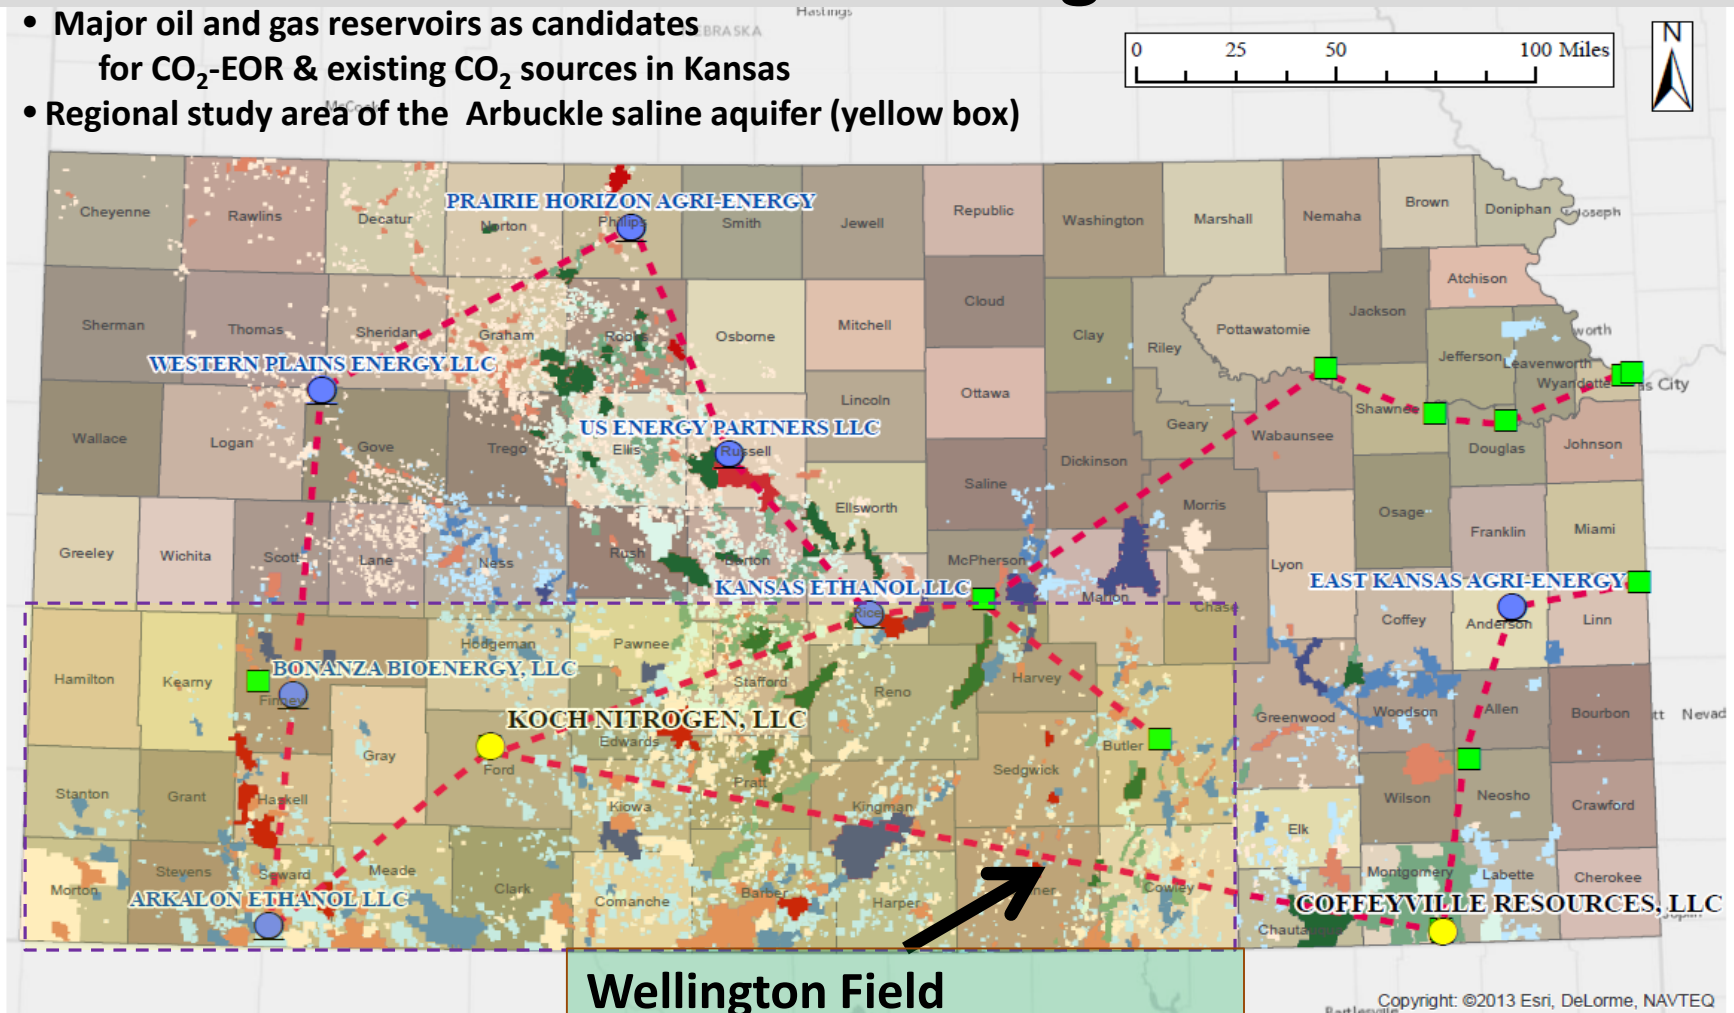 Hastings
• Major oil and gas reservoirs as candidates
for CO2-EOR & existing CO2 sources in Kansas
• Regional study area of the Arbuckle saline aquifer (yellow box)
0 25 50 100 Miles
N
PRAIRIE HORIZON AGRI-ENERGY
Cheyenne Rawlins Decatur Norton Phillips Smith Jewell Republic Washington Marshall Nemaha Brown Doniphan
Atchison
Sherman Thomas Sheridan Graham Rooks Osborne Mitchell Cloud Clay Riley Pottawatomie Jackson Jefferson Leavenworth
worth
Wyandotte
as City
WESTERN PLAINS ENERGY LLC
Wallace Logan Gove Trego Ellis Russell Lincoln Ottawa Geary Wabaunsee Shawnee Douglas Johnson
US ENERGY PARTNERS LLC
Saline Dickinson
Ellsworth Morris Osage Franklin Miami
Greeley Wichita Scott Lane Ness Rush Barton McPherson Marion Chase Lyon
KANSAS ETHANOL LLC
EAST KANSAS AGRI-ENERGY
Rice Coffey Anderson Linn
Hamilton Kearny Finney Hodgeman Pawnee Stafford Reno Harvey
BONANZA BIOENERGY, LLC
KOCH NITROGEN, LLC
Greenwood Woodson Allen Bourbon
Nevad
Gray Ford Edwards Sedgwick Butler
Stanton Grant Haskell Kiowa Pratt Kingman Elk Wilson Neosho Crawford
Morton Stevens Seward Meade Clark Comanche Barber Harper Cowley Montgomery Labette Cherokee
ARKALON ETHANOL LLC
COFFEYVILLE RESOURCES, LLC
Wellington Field
Copyright: ©2013 Esri, DeLorme, NAVTEQ